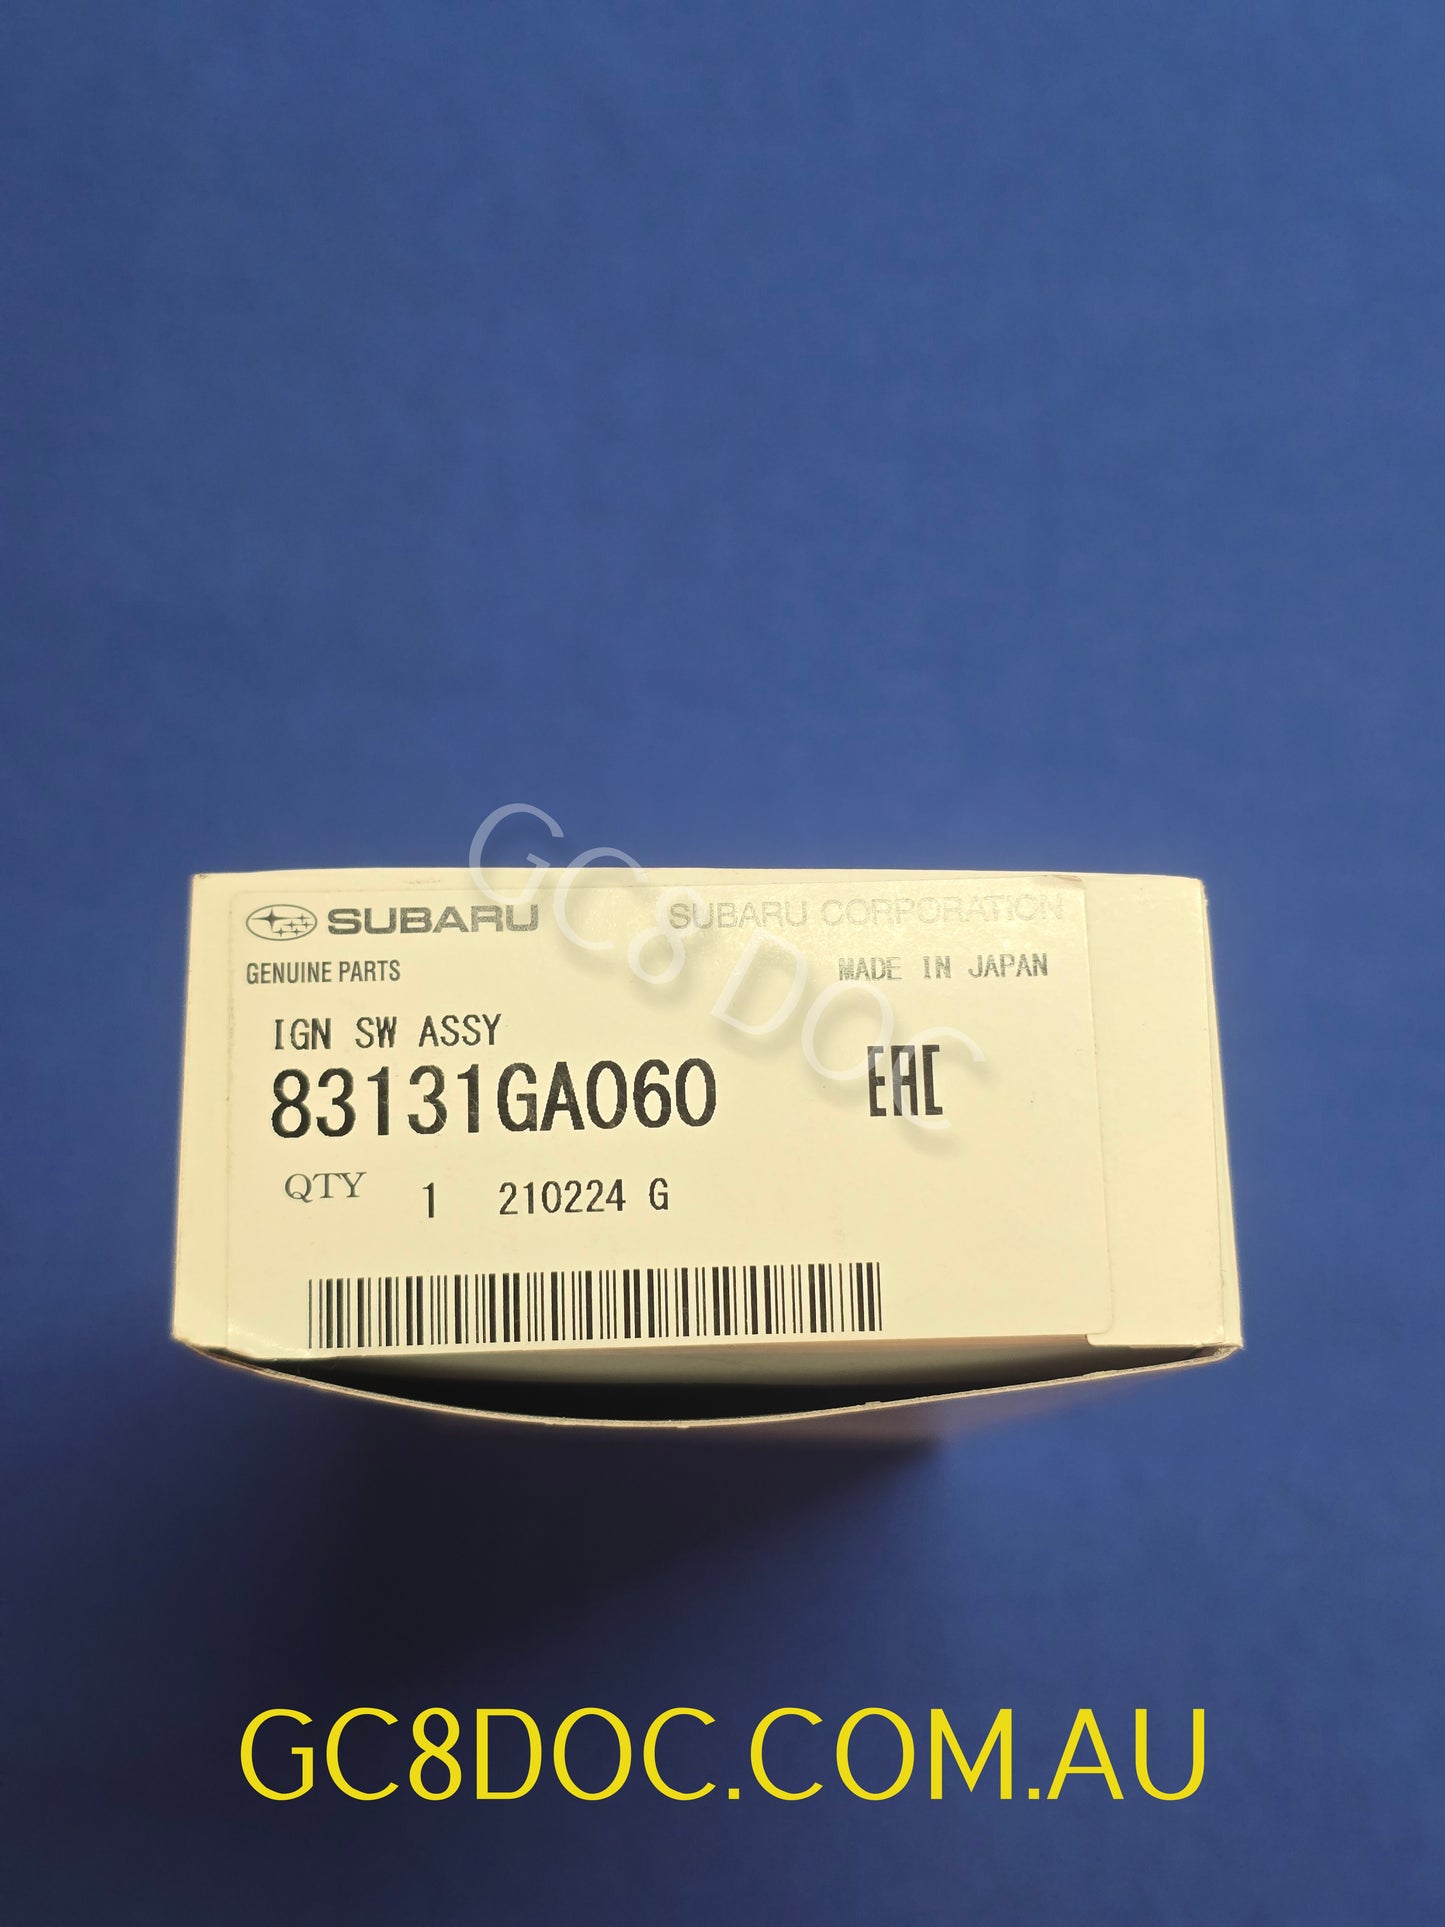 SUBARU
SUBARU CORPORATION
GENUINE PARTS
MADE IN JAPAN
IGN SW ASSY
83131GA060
EAC
QTY 1 210224 G
GC8 DOC
GC8DOC.COM.AU